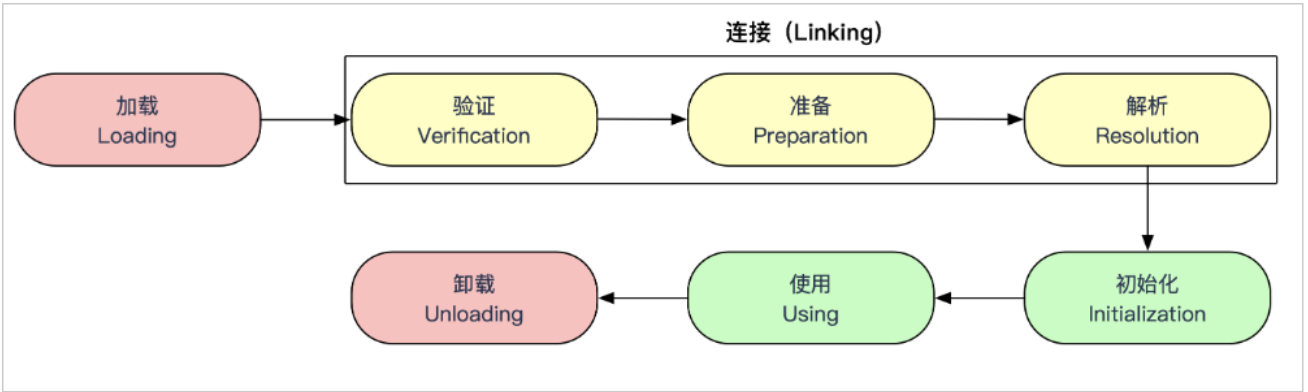 连接（Linking）
加载
Loading
验证
Verification
准备
Preparation
解析
Resolution
初始化
Initialization
使用
Using
卸载
Unloading